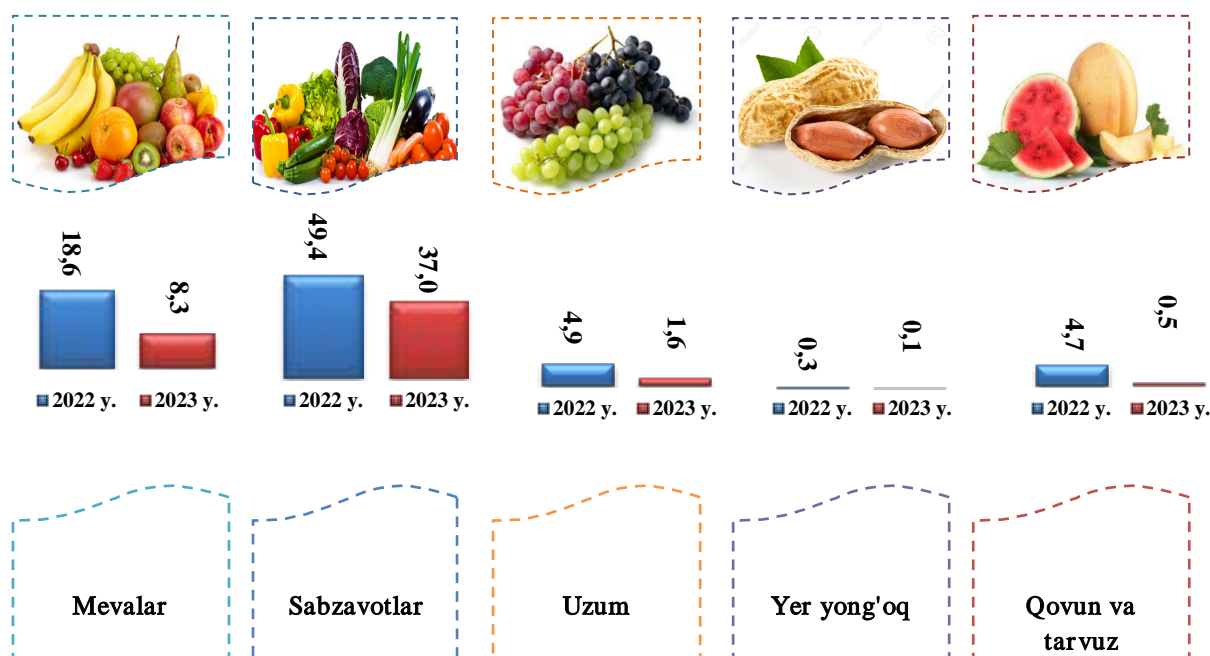 18,6
8,3
2022 y. 2023 y.
49,4
37,0
2022 y. 2023 y.
4,9
1,6
2022 y. 2023 y.
0,3
0,1
2022 y. 2023 y.
4,7
0,5
2022 y. 2023 y.
Mevalar
Sabzavotlar
Uzum
Yer yong'oq
Qovun va
tarvuz